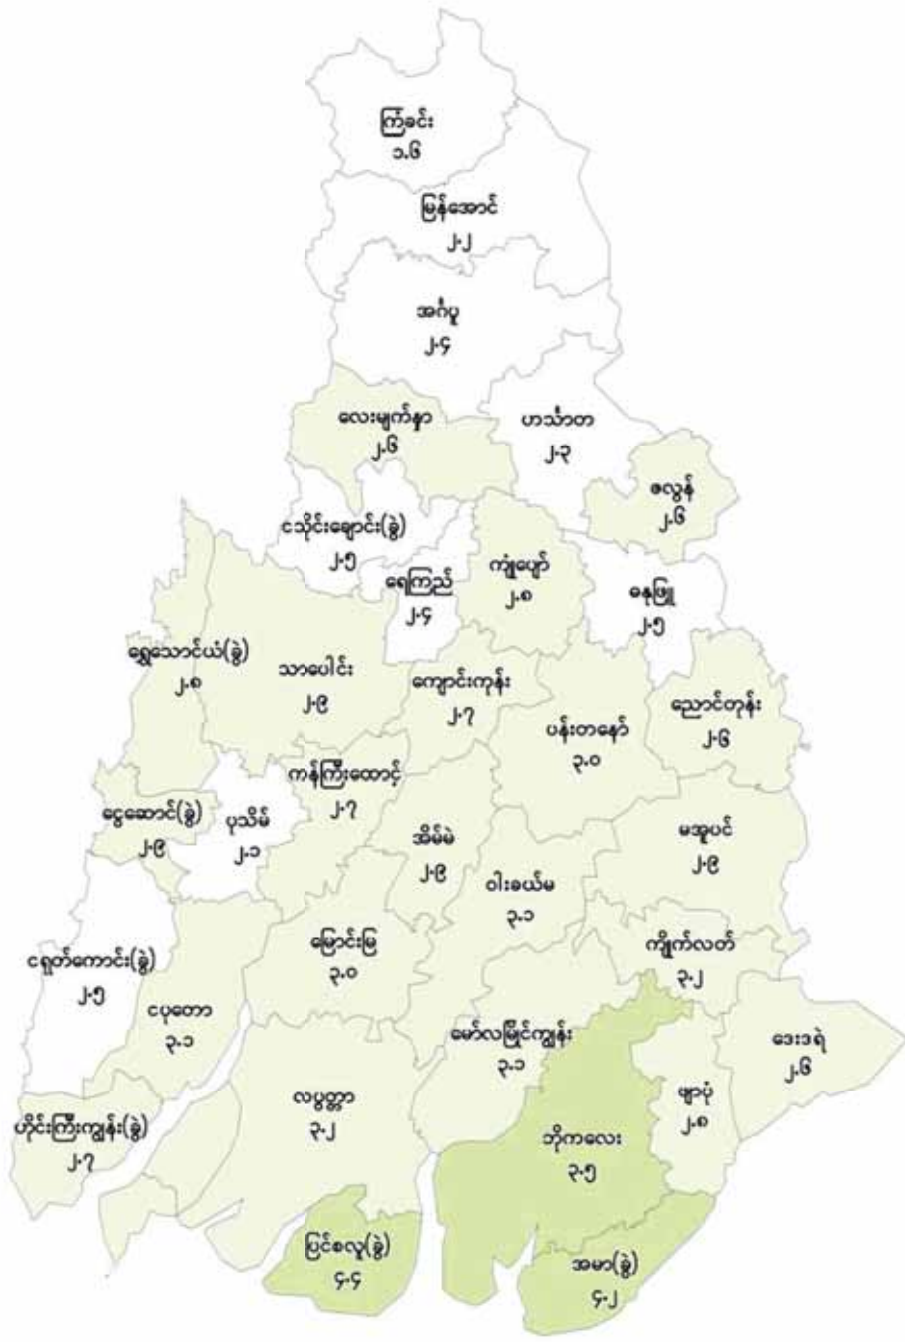 ကြံခင်း
၁.၆
မြန်အောင်
၂.၂
အင်္ဂပူ
၂.၄
လေးမျက်နှာ
၂.၆
ဟင်္သာတ
၂.၃
ဇလွန်
၂.၆
ငသိုင်းချောင်း(ခွဲ)
၂.၅
ရေကြည်
၂.၄
ကျုံပျော်
၂.၈
ဓနုဖြူ
၂.၅
ရွှေသောင်ယံ(ခွဲ)
၂.၈
သာပေါင်း
၂.၉
ကျောင်းကုန်း
၂.၇
ပန်းတနော်
၃.၀
ညောင်တုန်း
၂.၆
ငွေဆောင်(ခွဲ)
၂.၉
ပုသိမ်
၂.၁
ကန်ကြီးထောင့်
၂.၇
အိမ်မဲ
၂.၉
ဝါးခယ်မ
၃.၁
မအူပင်
၂.၉
ငရုတ်ကောင်း(ခွဲ)
၂.၅
ငပုတော
၃.၁
မြောင်းမြ
၃.၀
ကျိုက်လတ်
၃.၂
မော်လမြိုင်ကျွန်း
၃.၁
ဒေးဒရဲ
၂.၆
ဟိုင်းကြီးကျွန်း(ခွဲ)
၂.၇
လပွတ္တာ
၃.၂
ဘိုကလေး
၃.၅
ဖျာပုံ
၂.၈
ပြင်စလူ(ခွဲ)
၄.၄
အမာ(ခွဲ)
၄.၂